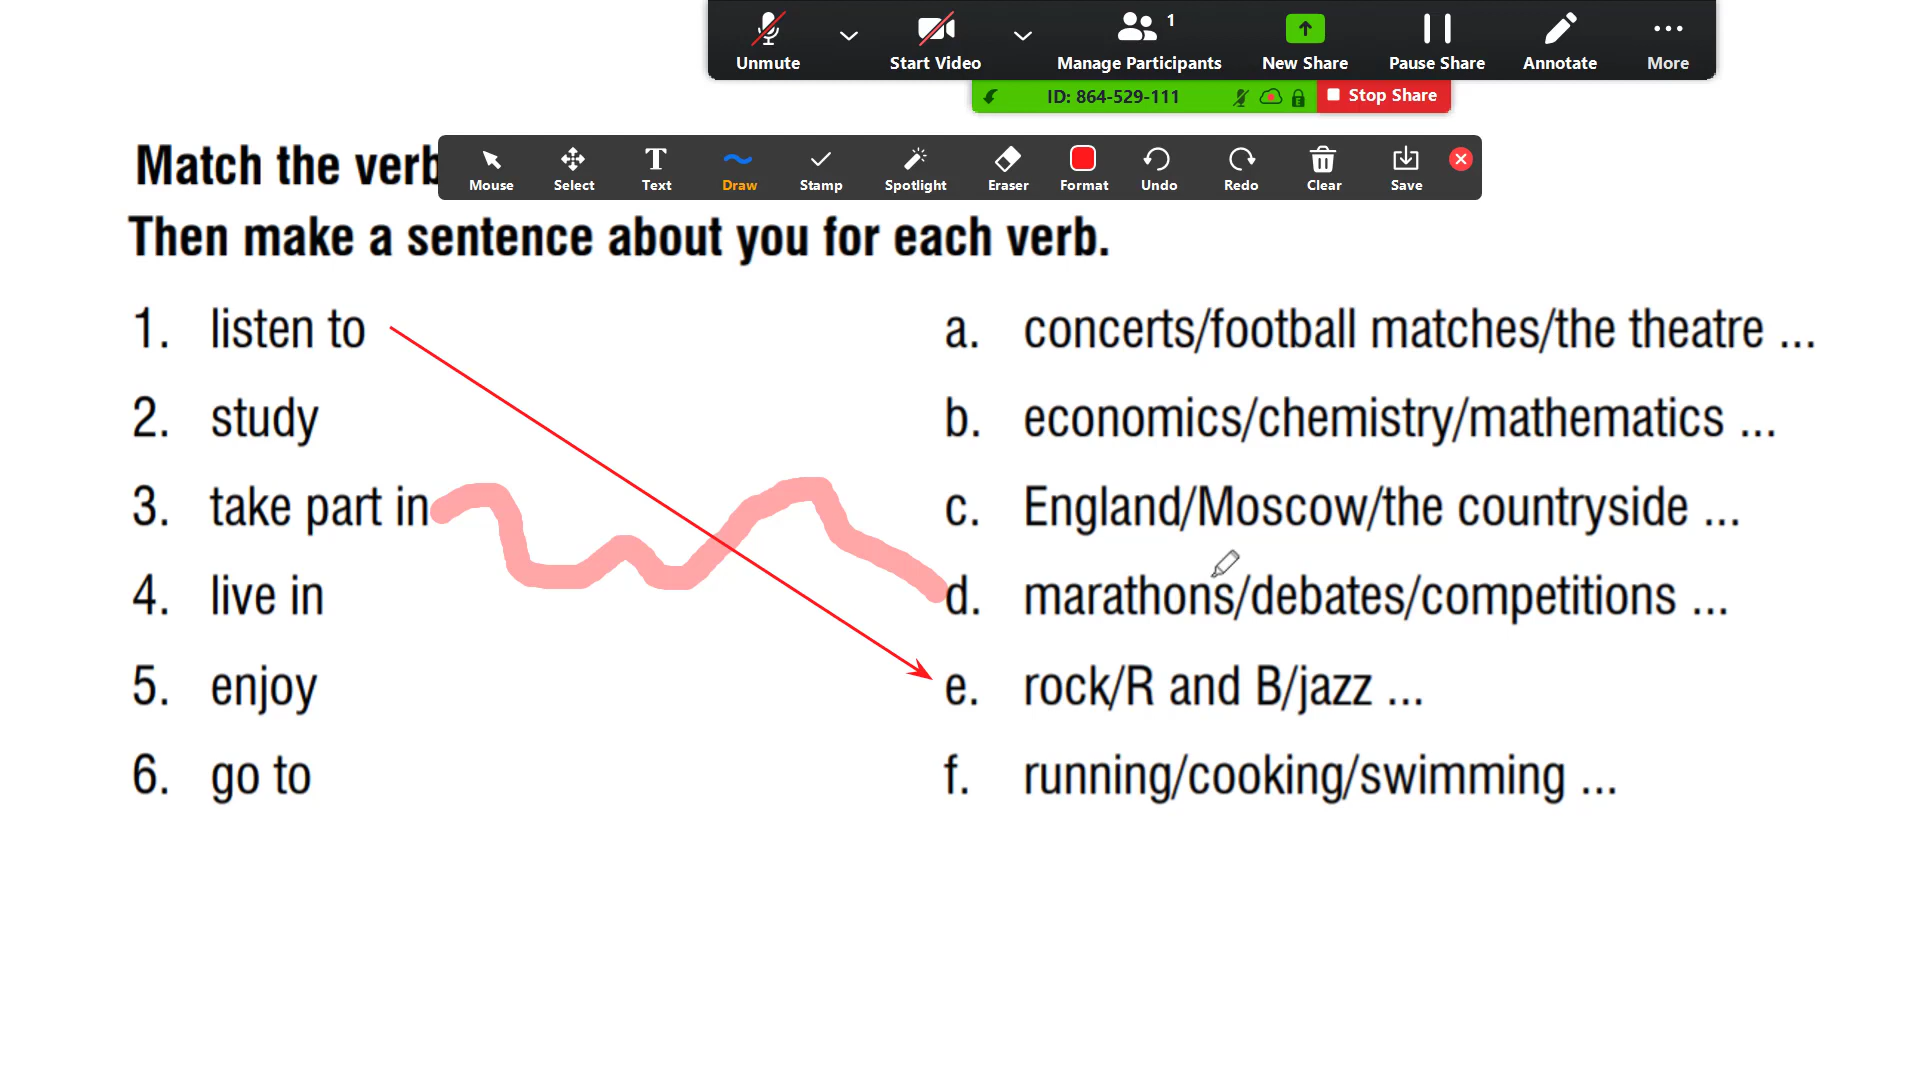 Unmute
Start Video
Manage Participants 1
New Share
Pause Share
Annotate
More
ID: 864-529-111
Stop Share
Mouse
Select
Text
Draw
Stamp
Spotlight
Eraser
Format
Undo
Redo
Clear
Save
Match the verb
Then make a sentence about you for each verb.
1. listen to
2. study
3. take part in
4. live in
5. enjoy
6. go to
a. concerts/football matches/the theatre ...
b. economics/chemistry/mathematics ...
c. England/Moscow/the countryside ...
d. marathons/debates/competitions ...
e. rock/R and B/jazz ...
f. running/cooking/swimming ...